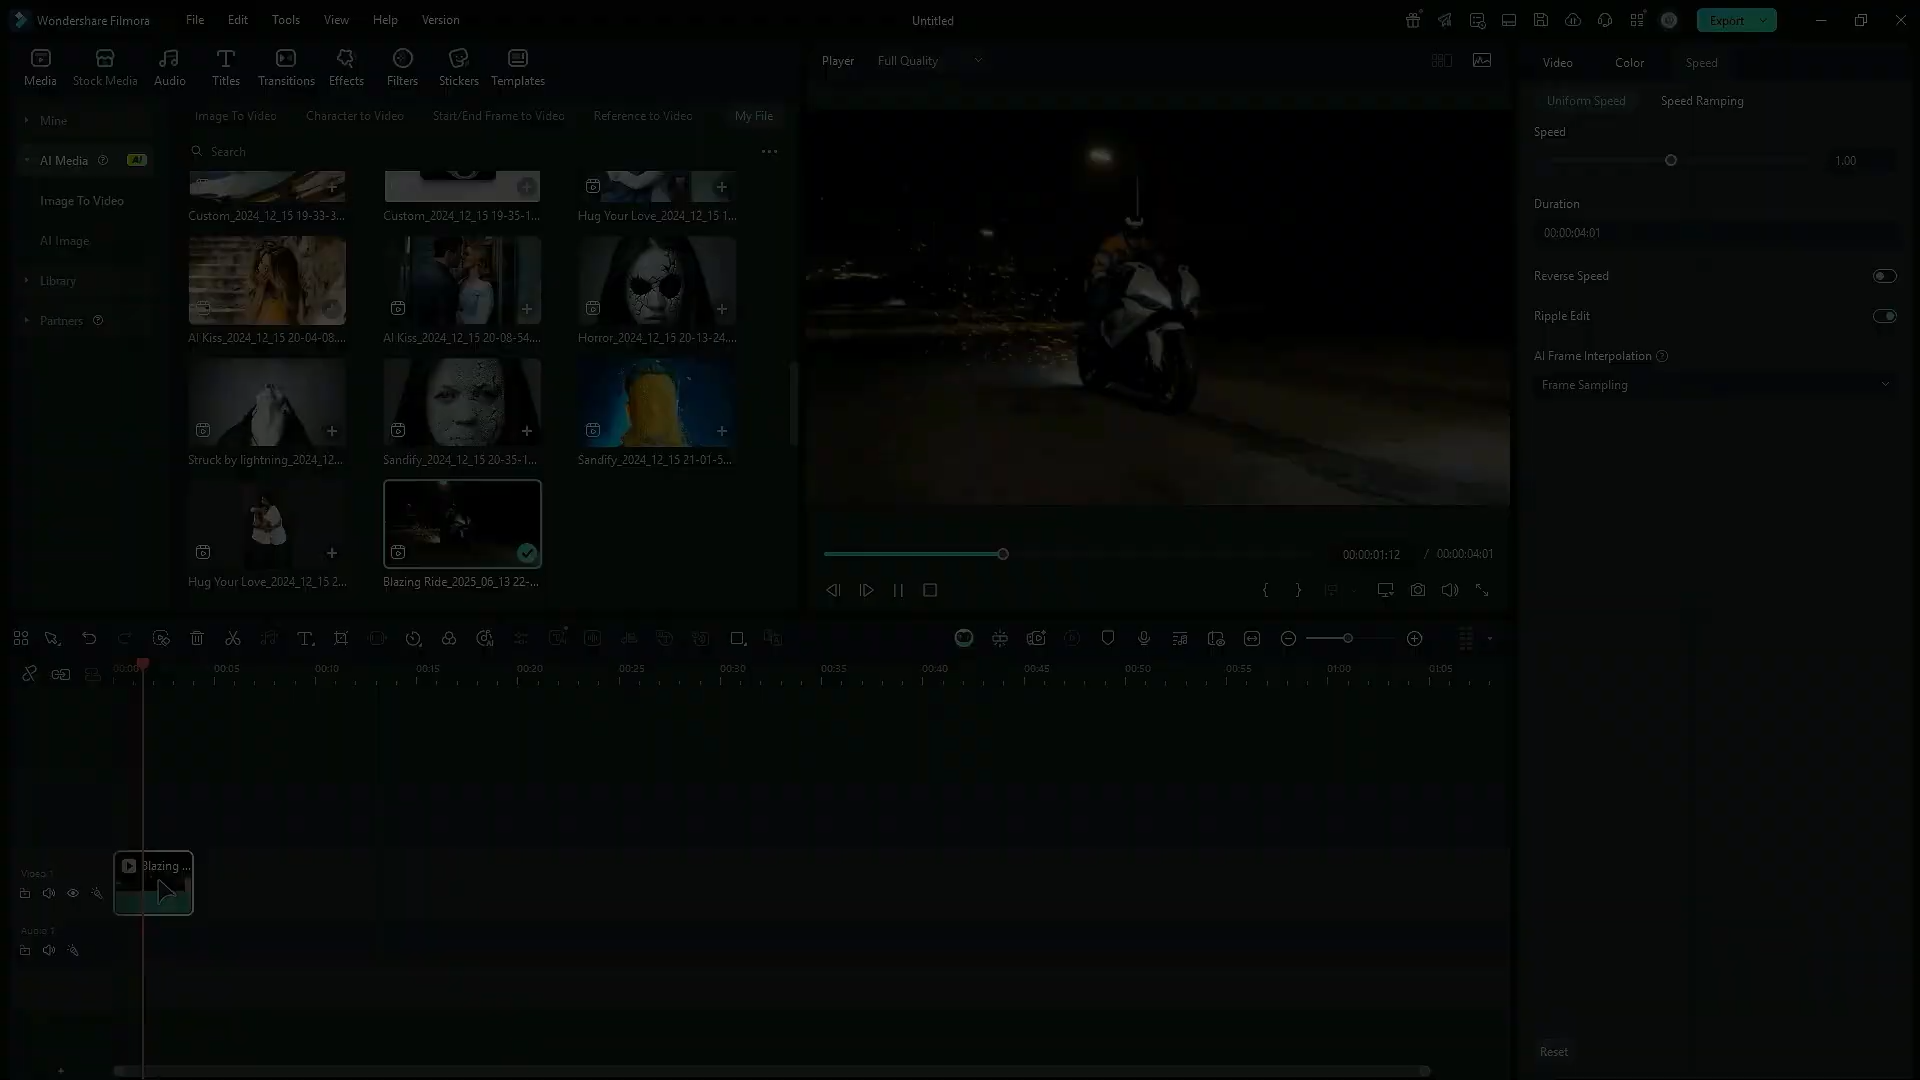 Wondershare Filmora File Edit Tools View Help Version Untitled Export
Media Stock Media Audio Titles Transitions Effects Filters Stickers Templates
Player Full Quality
Video Color Speed
Uniform Speed Speed Ramping
Mine
AI Media AI
Image To Video
AI Image
Library
Partners
Image To Video Character to Video Start/End Frame to Video Reference to Video My File
Search
Custom_2024_12_15 19-33-3... Custom_2024_12_15 19-35-1... Hug Your Love_2024_12_15 1...
AI Kiss_2024_12_15 20-04-08.... AI Kiss_2024_12_15 20-08-54.... Horror_2024_12_15 20-13-24....
Struck by lightning_2024_12... Sandify_2024_12_15 20-35-1... Sandify_2024_12_15 21-01-5...
Hug Your Love_2024_12_15 2... Blazing Ride_2025_06_13 22-...
00:00:01:12 / 00:00:04:01
Speed
1.00
Duration
00:00:04:01
Reverse Speed
Ripple Edit
AI Frame Interpolation
Frame Sampling
Reset
00:00 00:05 00:10 00:15 00:20 00:25 00:30 00:35 00:40 00:45 00:50 00:55 01:00 01:05
Blazing ...
Video 1
Audio 1